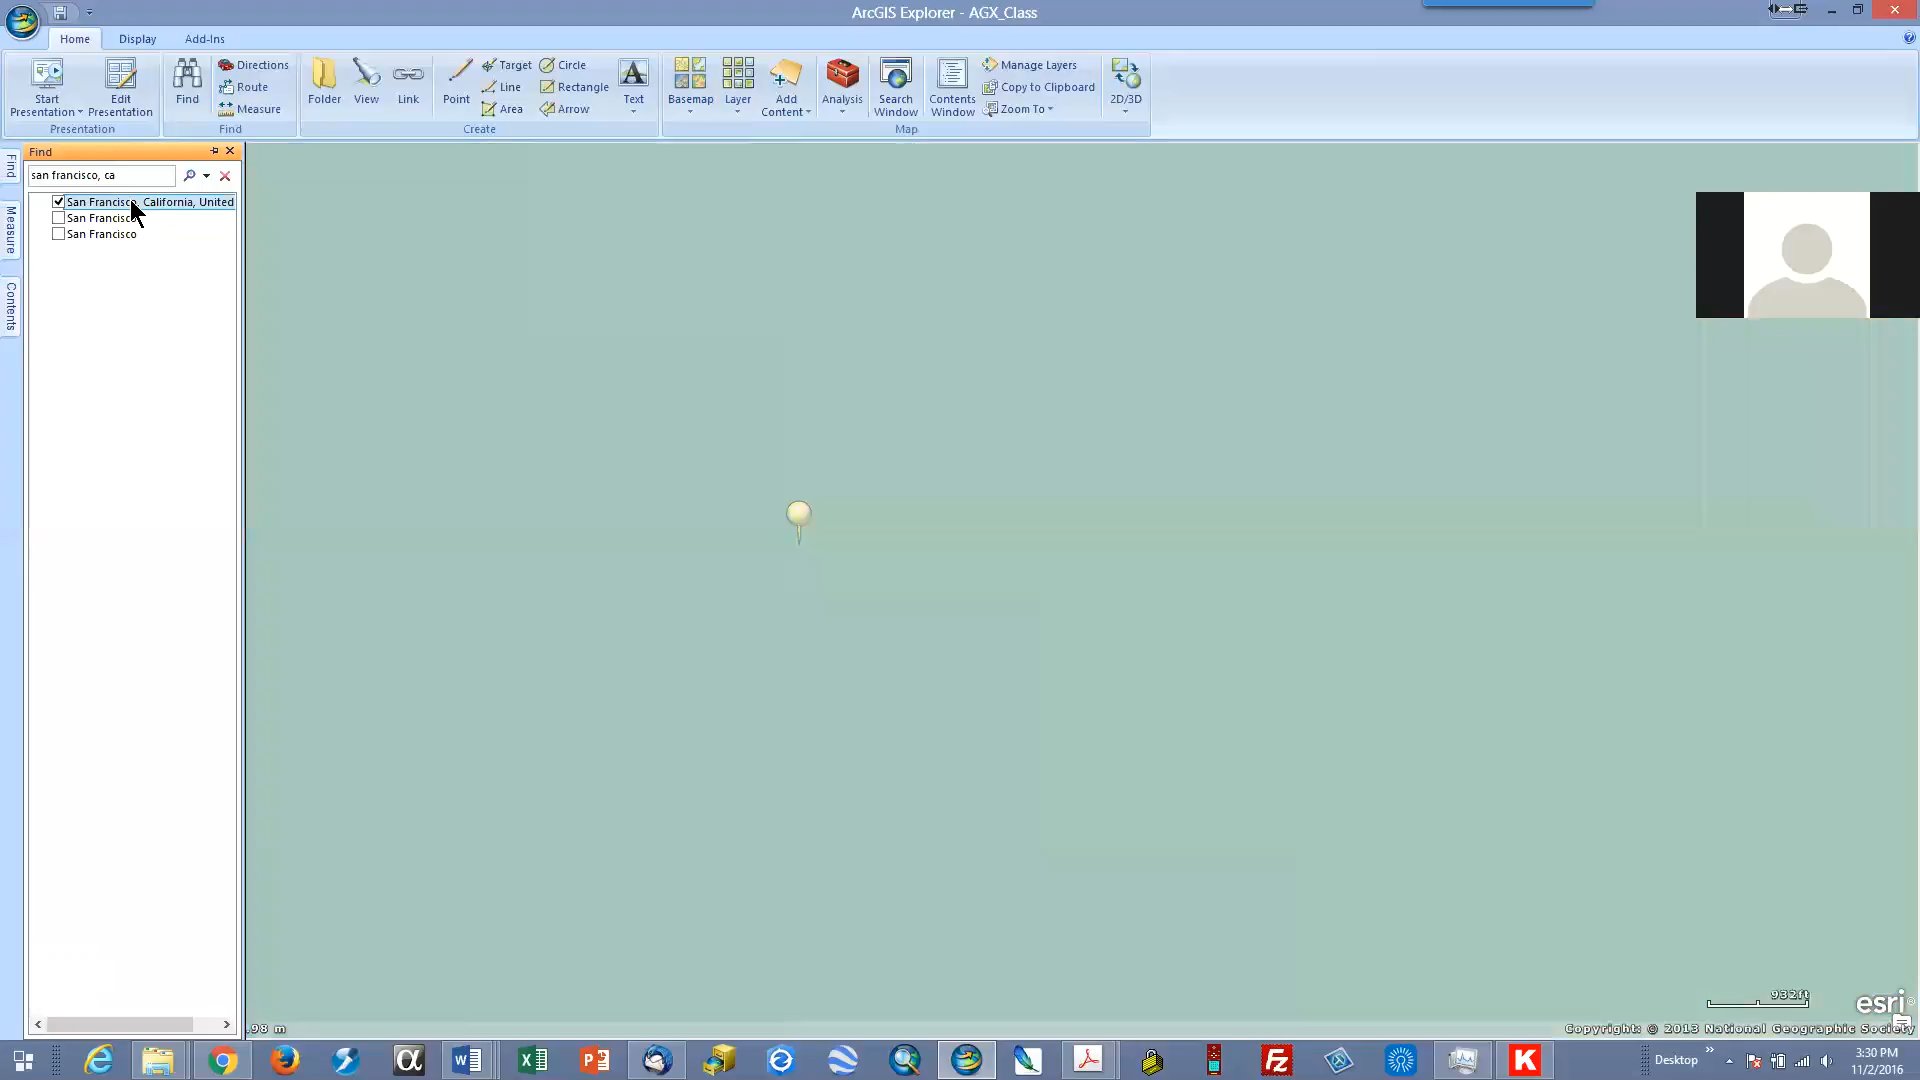 ArcGIS Explorer - AGX_Class
Home Display Add-Ins
Start Presentation
Edit Presentation
Presentation
Find
Directions
Route
Measure
Find
Folder
View
Link
Point
Target
Line
Area
Circle
Rectangle
Arrow
Text
Create
Basemap
Layer
Add Content
Analysis
Search Window
Contents Window
Manage Layers
Copy to Clipboard
Zoom To
Map
2D/3D
Find
Measure
Contents
Find
san francisco, ca
San Francisco, California, United
San Francisco
San Francisco
.98 m
932ft
esri
Copyright: © 2013 National Geographic Society
Desktop
3:30 PM
11/2/2016